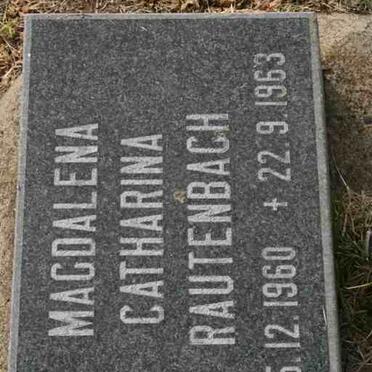 MAGDALENA
CATHARINA
RAUTENBACH
5.12.1960 + 22.9.1963